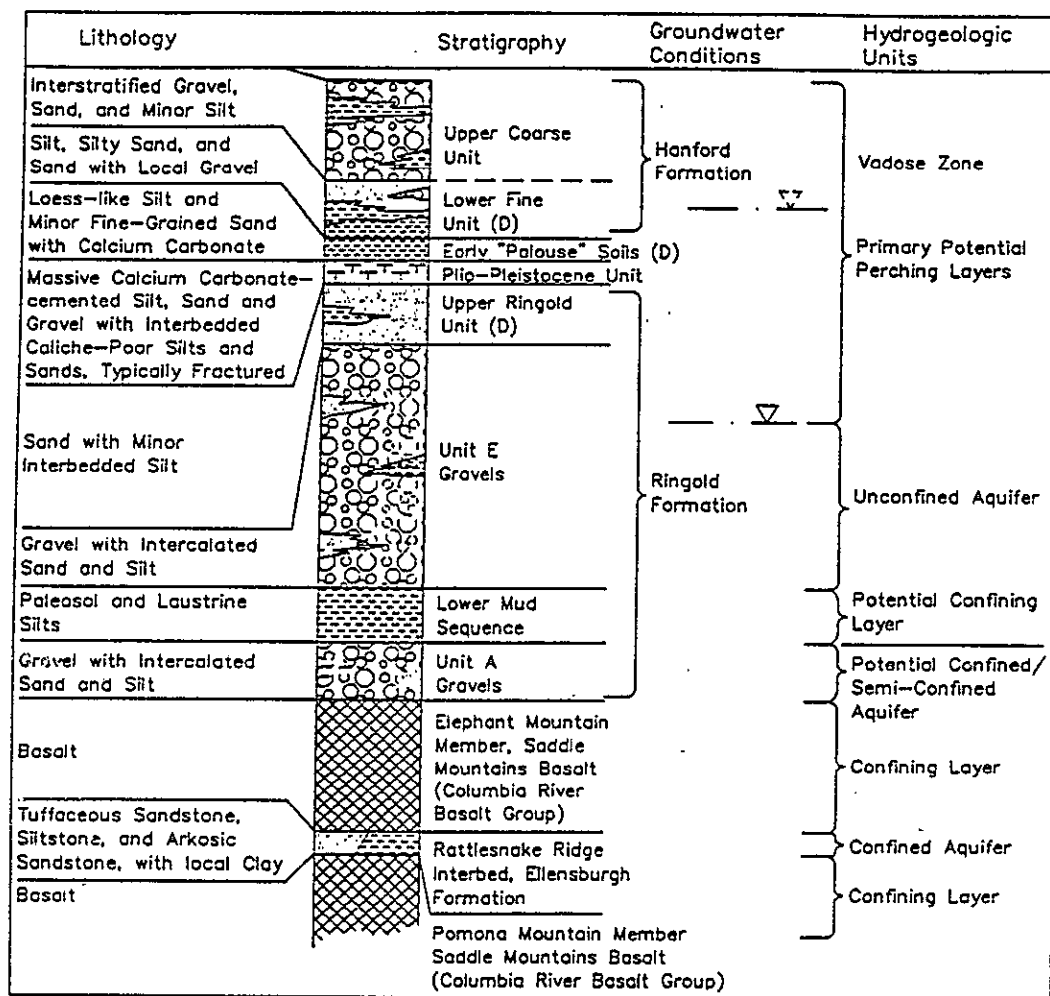 Lithology
Stratigraphy
Groundwater
Conditions
Hydrogeologic
Units
Interstratified Gravel,
Sand, and Minor Silt
Silt, Silty Sand, and
Sand with Local Gravel
Loess-like Silt and
Minor Fine-Grained Sand
with Calcium Carbonate
Massive Calcium Carbonate-
cemented Silt, Sand and
Gravel with Interbedded
Caliche-Poor Silts and
Sands, Typically Fractured
Sand with Minor
Interbedded Silt
Gravel with Intercalated
Sand and Silt
Paleosol and Laustrine
Silts
Gravel with Intercalated
Sand and Silt
Basalt
Tuffaceous Sandstone,
Siltstone, and Arkosic
Sandstone, with local Clay
Basalt
Upper Coarse
Unit
Lower Fine
Unit (D)
Early "Palouse" Soils (D)
Plio-Pleistocene Unit
Upper Ringold
Unit (D)
Unit E
Gravels
Lower Mud
Sequence
Unit A
Gravels
Elephant Mountain
Member, Saddle
Mountains Basalt
(Columbia River
Basalt Group)
Rattlesnake Ridge
Interbed, Ellensburgh
Formation
Pomona Mountain Member
Saddle Mountains Basalt
(Columbia River Basalt Group)
Hanford
Formation
Ringold
Formation
Vadose Zone
Primary Potential
Perching Layers
Unconfined Aquifer
Potential Confining
Layer
Potential Confined/
Semi-Confined
Aquifer
Confining Layer
Confined Aquifer
Confining Layer